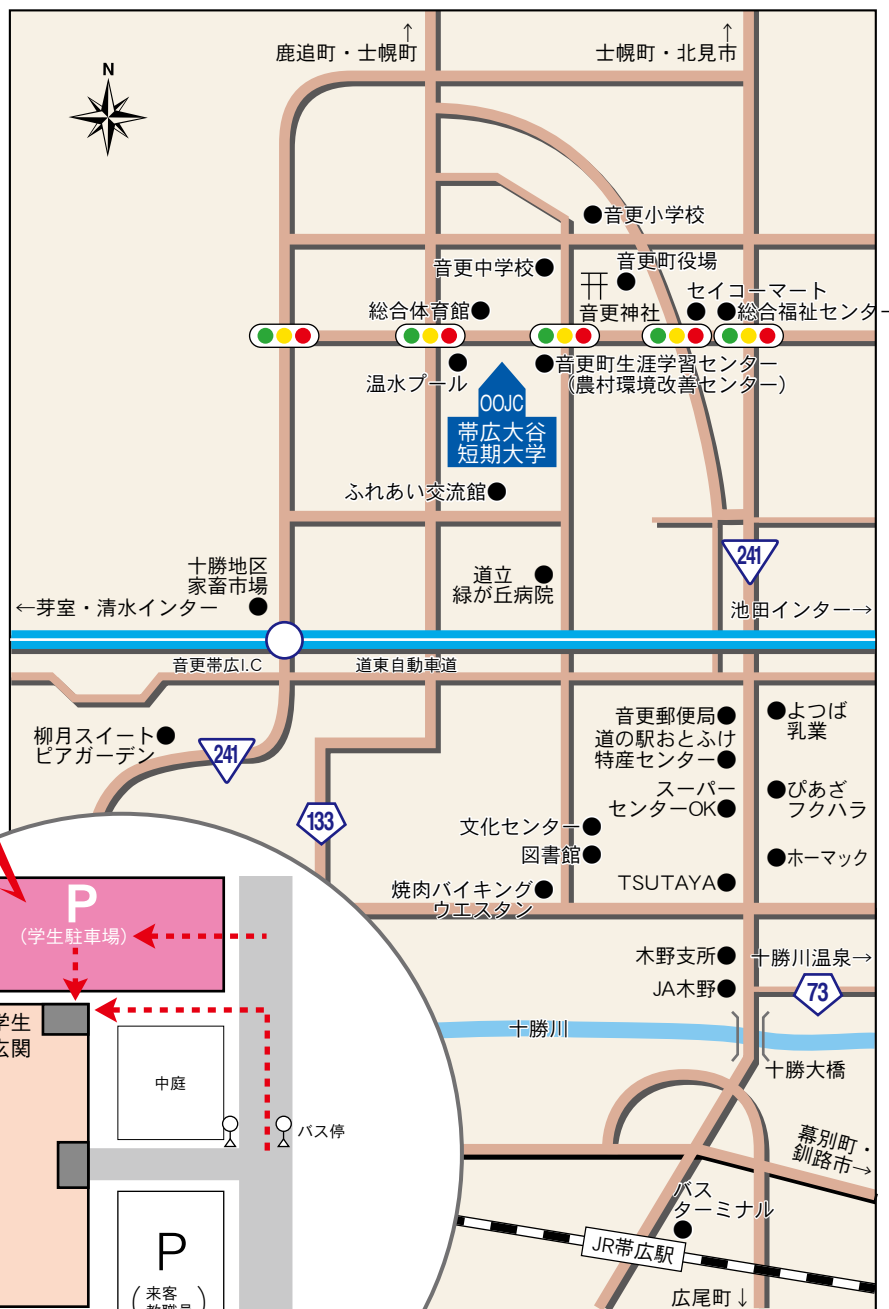 ↑
鹿追町・士幌町
↑
士幌町・北見市
N
音更小学校
音更中学校
音更町役場
音更神社
セイコーマート
総合福祉センター
総合体育館
温水プール
音更町生涯学習センター
(農村環境改善センター)
OOJC
帯広大谷
短期大学
ふれあい交流館
十勝地区
家畜市場
道立
緑が丘病院
241
←芽室・清水インター
池田インター→
音更帯広I.C
道東自動車道
柳月スイート
ピアガーデン
241
音更郵便局
よつば
乳業
道の駅おとふけ
特産センター
スーパー
センターOK
ぴあざ
フクハラ
133
文化センター
図書館
ホーマック
TSUTAYA
焼肉バイキング
ウエスタン
木野支所
十勝川温泉→
JA木野
73
十勝川
十勝大橋
幕別町・
釧路市→
バス
ターミナル
JR帯広駅
広尾町↓
P
(学生駐車場)
学生
玄関
中庭
バス停
P
(来客
教職員)